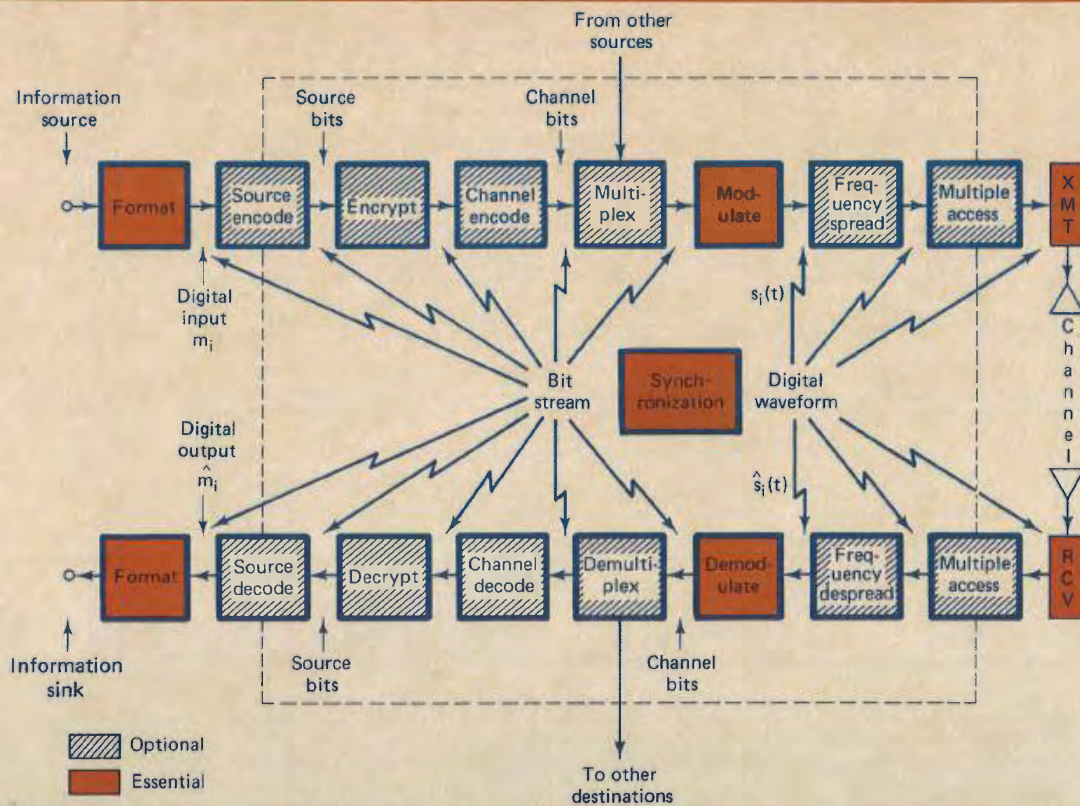 From other
sources
Information
source
Source
bits
Channel
bits
Format
Source
encode
Encrypt
Channel
encode
Multi-
plex
Mod-
ulate
Freq-
uency
spread
Multiple
access
X
M
T
Digital
input
mᵢ
sᵢ(t)
Bit
stream
Synch-
ronization
Digital
waveform
C
h
a
n
n
e
l
Digital
output
m̂ᵢ
ŝᵢ(t)
Format
Source
decode
Decrypt
Channel
decode
Demulti-
plex
Demod-
ulate
Freq-
uency
despread
Multiple
access
R
C
V
Information
sink
Source
bits
Channel
bits
Optional
Essential
To other
destinations